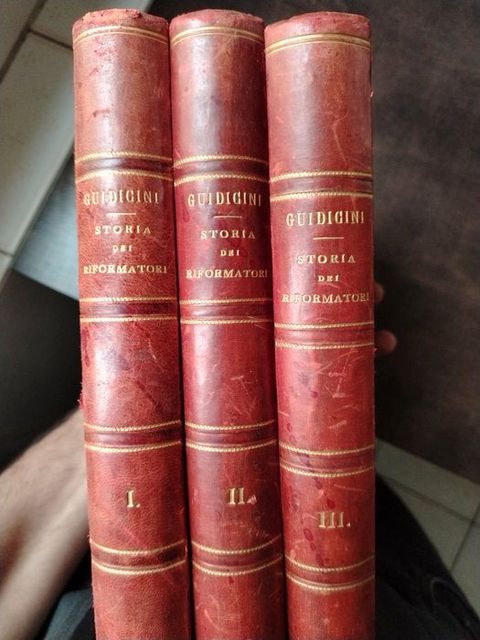 GUIDICINI
STORIA
DEI
RIFORMATORI
I.
GUIDICINI
STORIA
DEI
RIFORMATORI
II.
GUIDICINI
STORIA
DEI
RIFORMATORI
III.